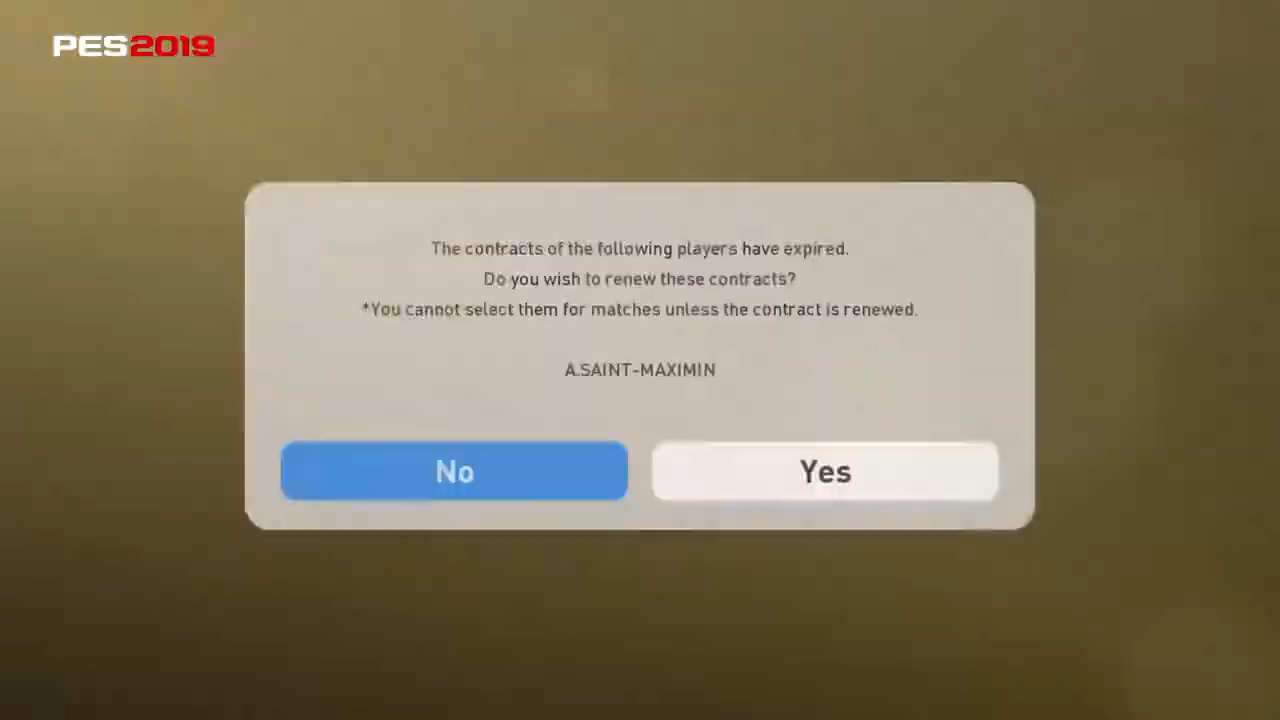 PES2019
The contracts of the following players have expired.
Do you wish to renew these contracts?
*You cannot select them for matches unless the contract is renewed.
A.SAINT-MAXIMIN
No
Yes